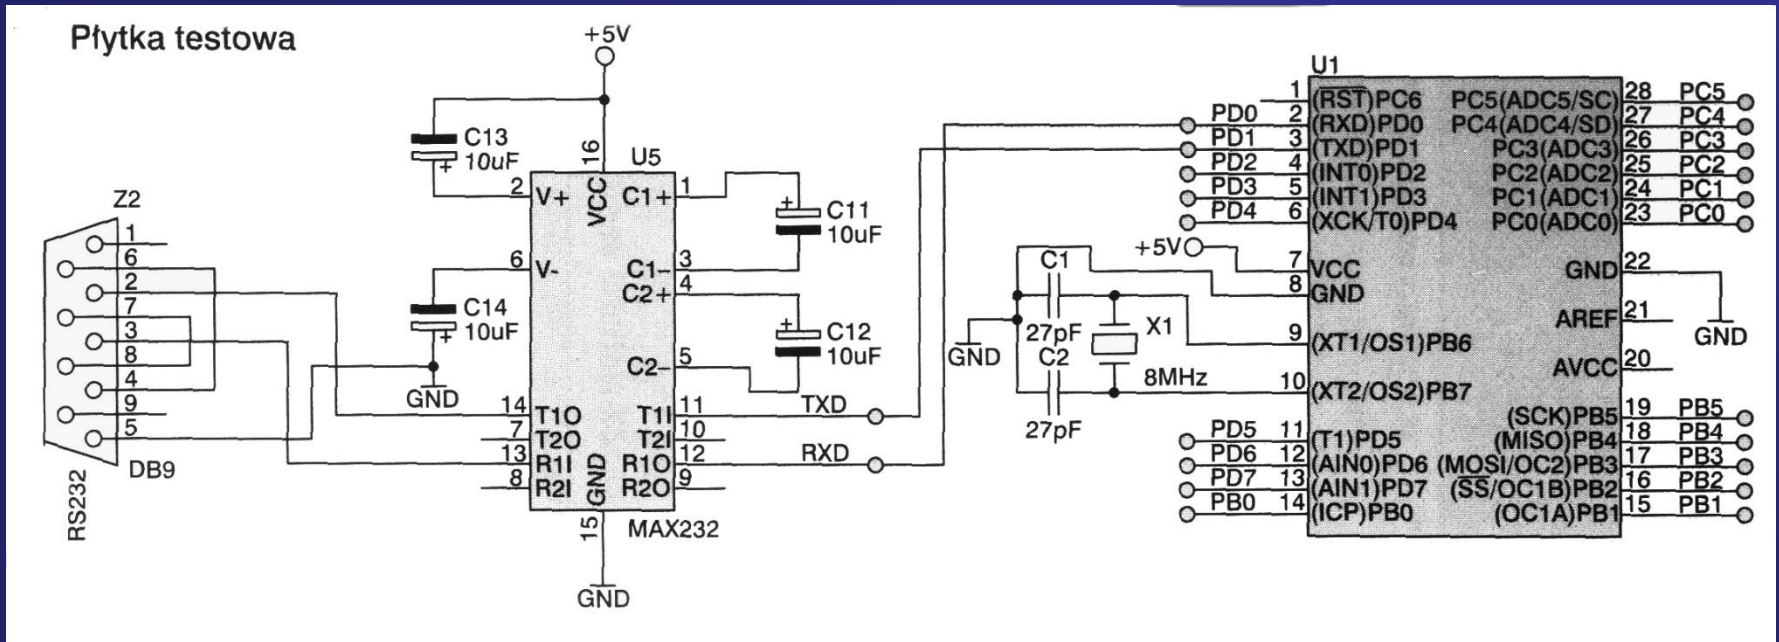 Płytka testowa
+5V
C13
10uF
+
2
V+
16
VCC
U5
C1+
1
+
C11
10uF
6
V-
C1-
3
C2+
4
C14
10uF
+
+
C12
10uF
C2-
5
GND
14
T1O
T1I
11
TXD
7
T2O
T2I
10
13
R1I
R1O
12
RXD
8
R2I
R2O
9
GND
15
MAX232
GND
Z2
1
6
2
7
3
8
4
9
5
DB9
RS232
U1
1
(RST)PC6
PC5(ADC5/SC)
28
PC5
PD0
2
(RXD)PD0
PC4(ADC4/SD)
27
PC4
PD1
3
(TXD)PD1
PC3(ADC3)
26
PC3
PD2
4
(INT0)PD2
PC2(ADC2)
25
PC2
PD3
5
(INT1)PD3
PC1(ADC1)
24
PC1
PD4
6
(XCK/T0)PD4
PC0(ADC0)
23
PC0
+5V
7
VCC
GND
22
8
GND
AREF
21
GND
C1
27pF
C2
27pF
GND
X1
8MHz
9
(XT1/OS1)PB6
AVCC
20
10
(XT2/OS2)PB7
(SCK)PB5
19
PB5
PD5
11
(T1)PD5
(MISO)PB4
18
PB4
PD6
12
(AIN0)PD6
(MOSI/OC2)PB3
17
PB3
PD7
13
(AIN1)PD7
(SS/OC1B)PB2
16
PB2
PB0
14
(ICP)PB0
(OC1A)PB1
15
PB1